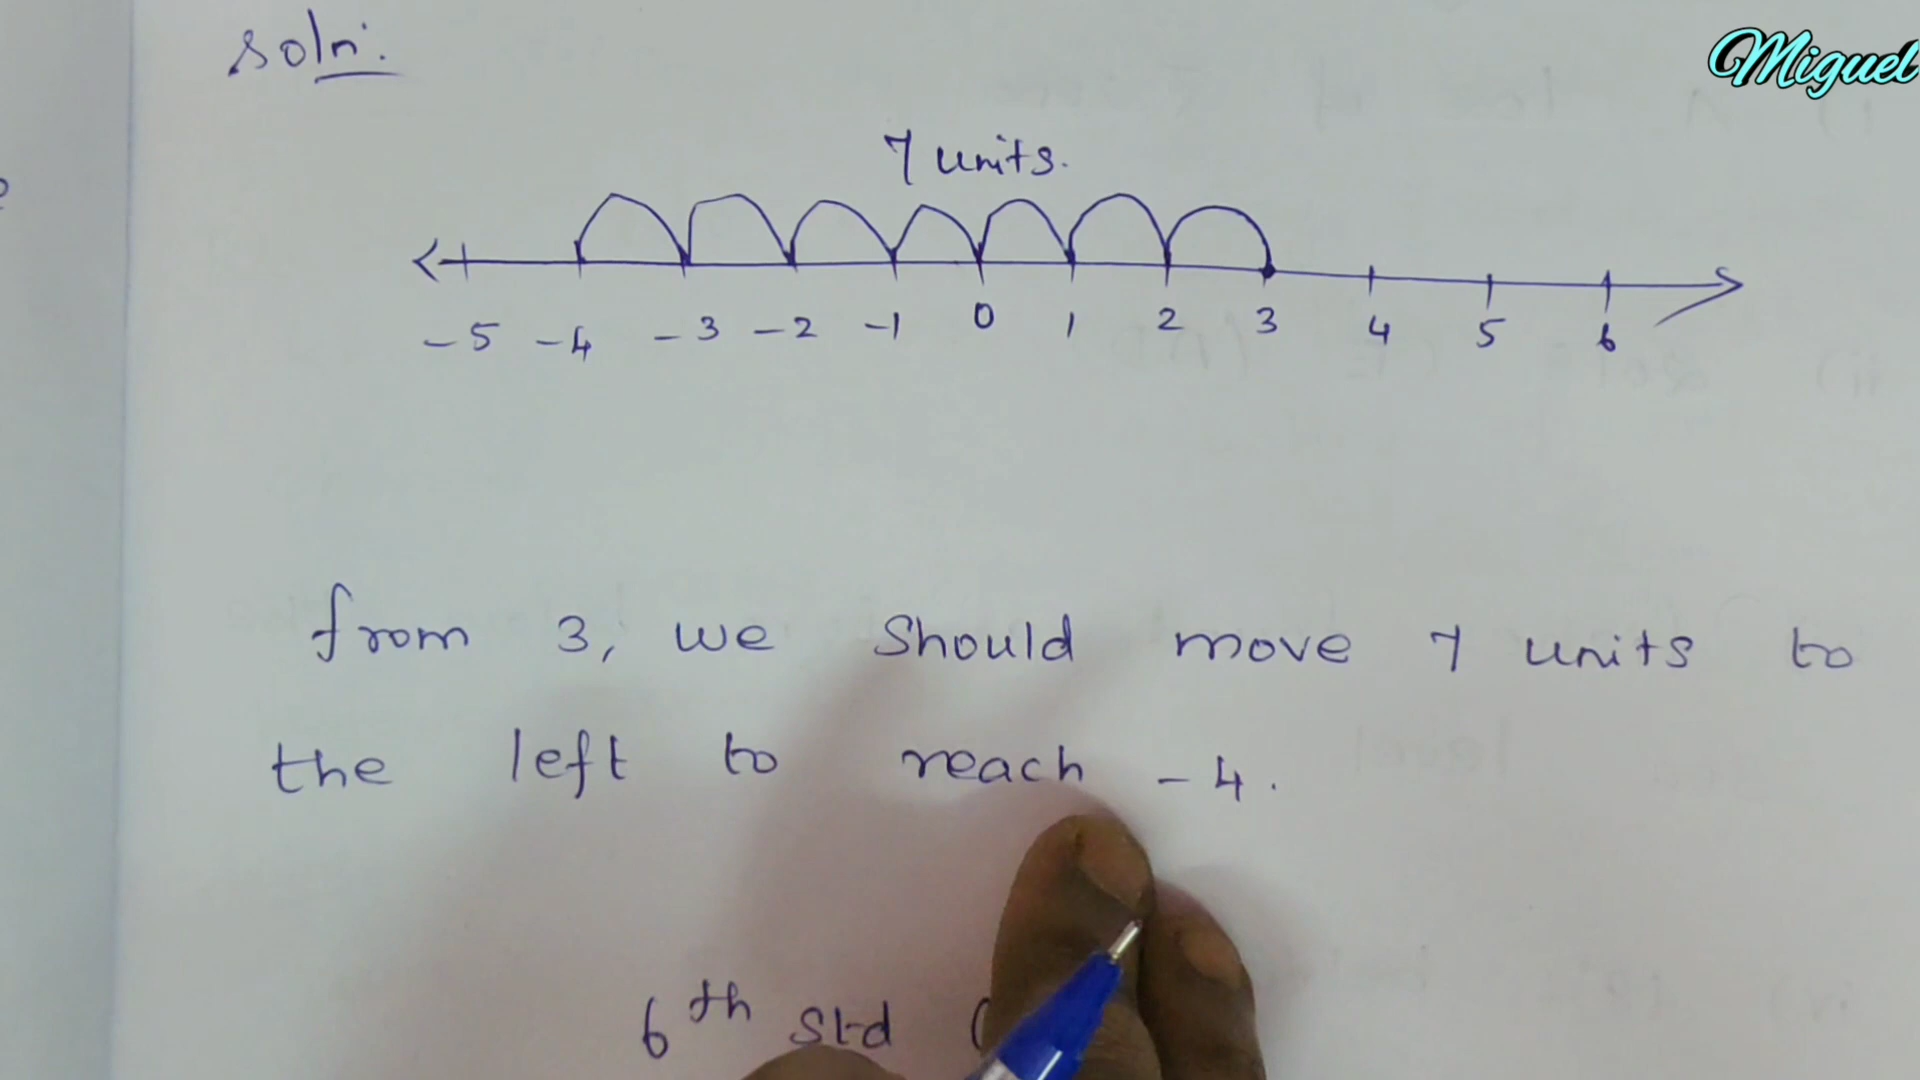 soln:
Miguel
7 units.
-5 -4 -3 -2 -1 0 1 2 3 4 5 6
from 3, we should move 7 units to
the left to reach -4.
6th std (